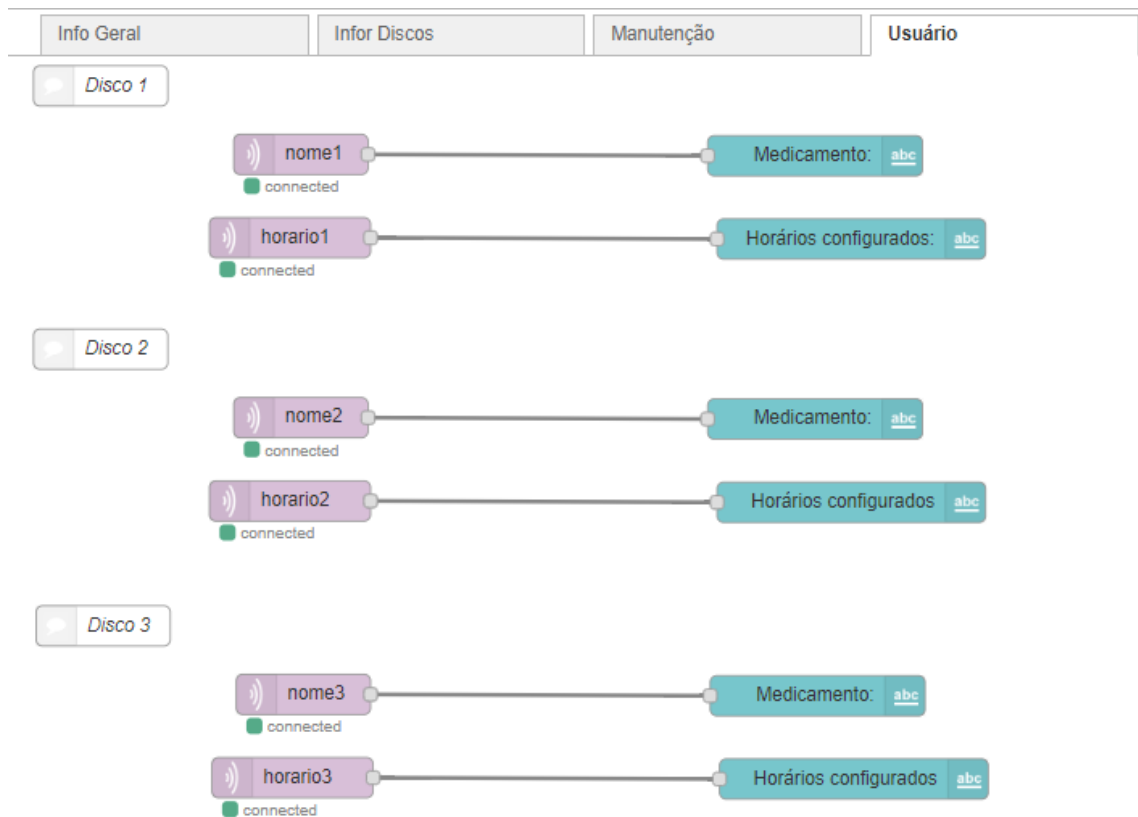 Info Geral
Infor Discos
Manutenção
Usuário
Disco 1
nome1
Medicamento: abc
connected
horario1
Horários configurados: abc
connected
Disco 2
nome2
Medicamento: abc
connected
horario2
Horários configurados abc
connected
Disco 3
nome3
Medicamento: abc
connected
horario3
Horários configurados abc
connected